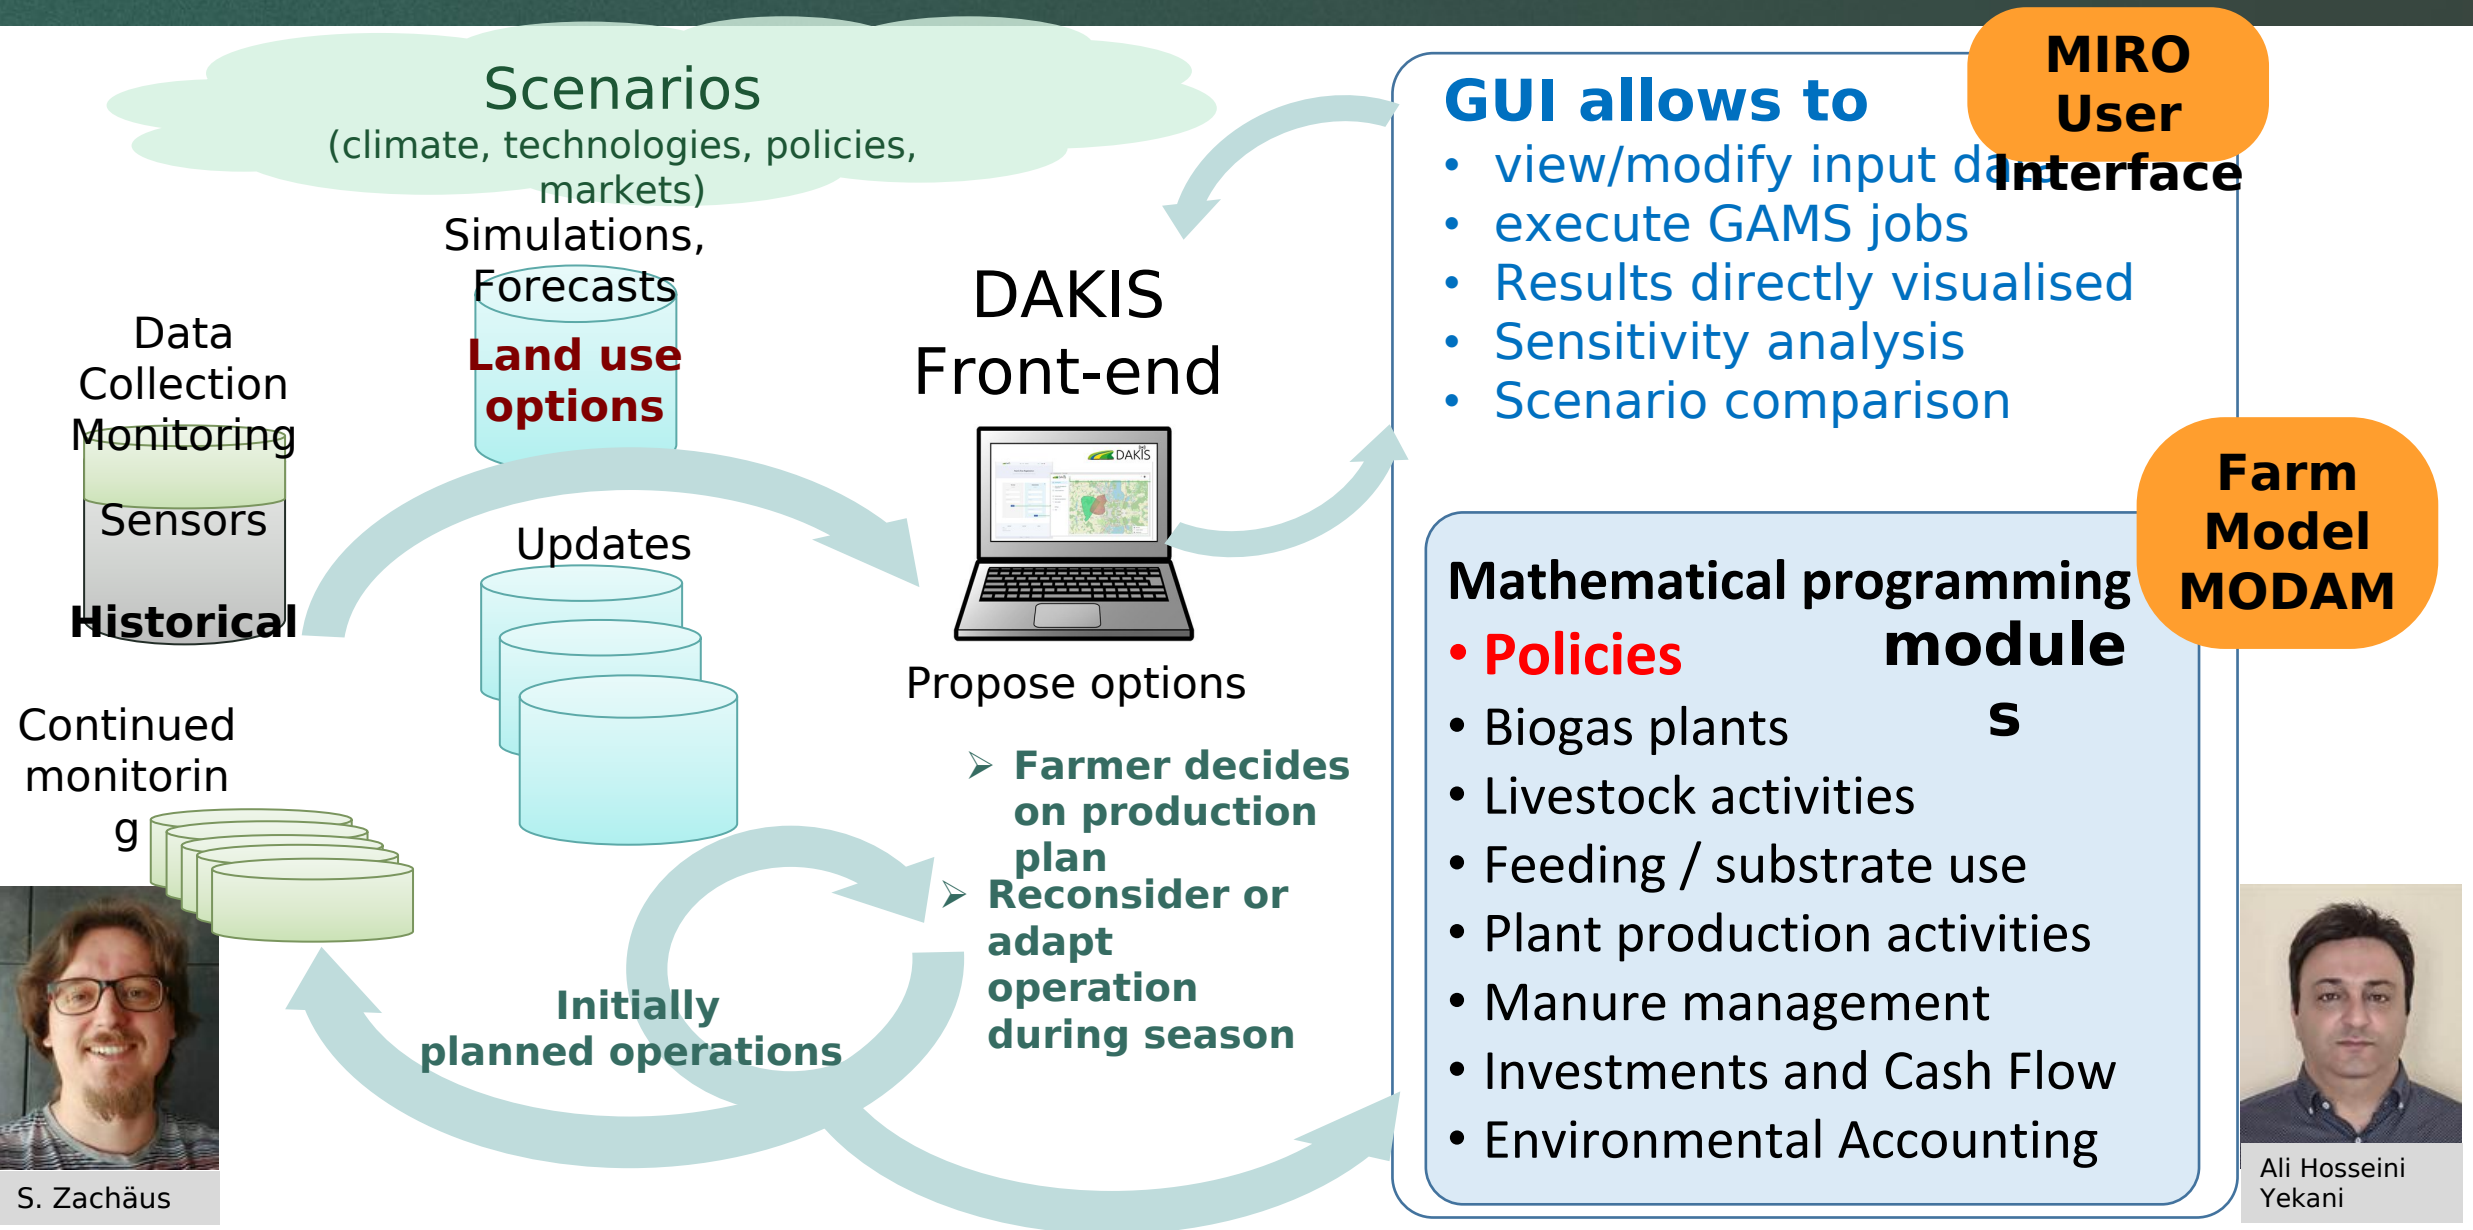 Scenarios
(climate, technologies, policies,
markets)
Simulations,
Forecasts
Land use
options
Data
Collection
Monitoring
Sensors
Historical
Updates
Continued
monitorin
g
DAKIS
Front-end
DAKIS
Propose options
Farmer decides
on production
plan
Reconsider or
adapt
operation
during season
Initially
planned operations
S. Zachäus
MIRO
User
Interface
GUI allows to
• view/modify input data
• execute GAMS jobs
• Results directly visualised
• Sensitivity analysis
• Scenario comparison
Farm
Model
MODAM
Mathematical programming
module
s
• Policies
• Biogas plants
• Livestock activities
• Feeding / substrate use
• Plant production activities
• Manure management
• Investments and Cash Flow
• Environmental Accounting
Ali Hosseini
Yekani